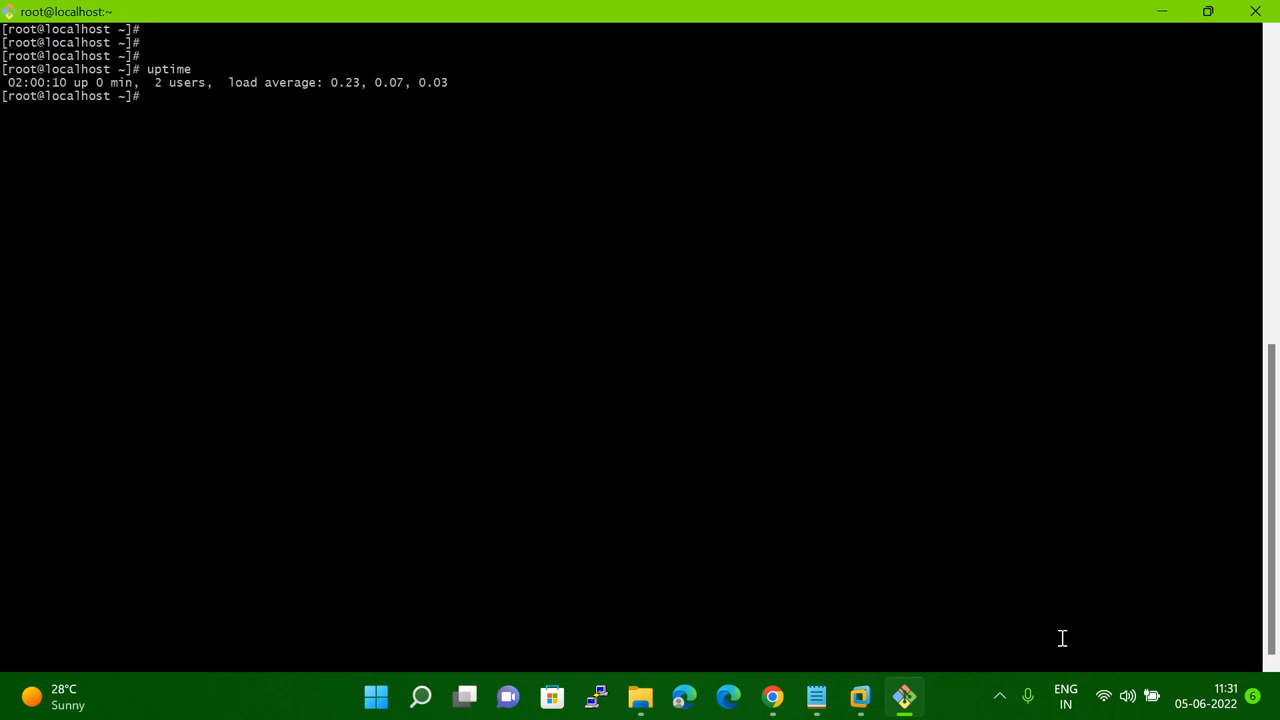 root@localhost:~
[root@localhost ~]#
[root@localhost ~]#
[root@localhost ~]#
[root@localhost ~]# uptime
 02:00:10 up 0 min,  2 users,  load average: 0.23, 0.07, 0.03
[root@localhost ~]#
28°C
Sunny
ENG
IN
11:31
05-06-2022
6